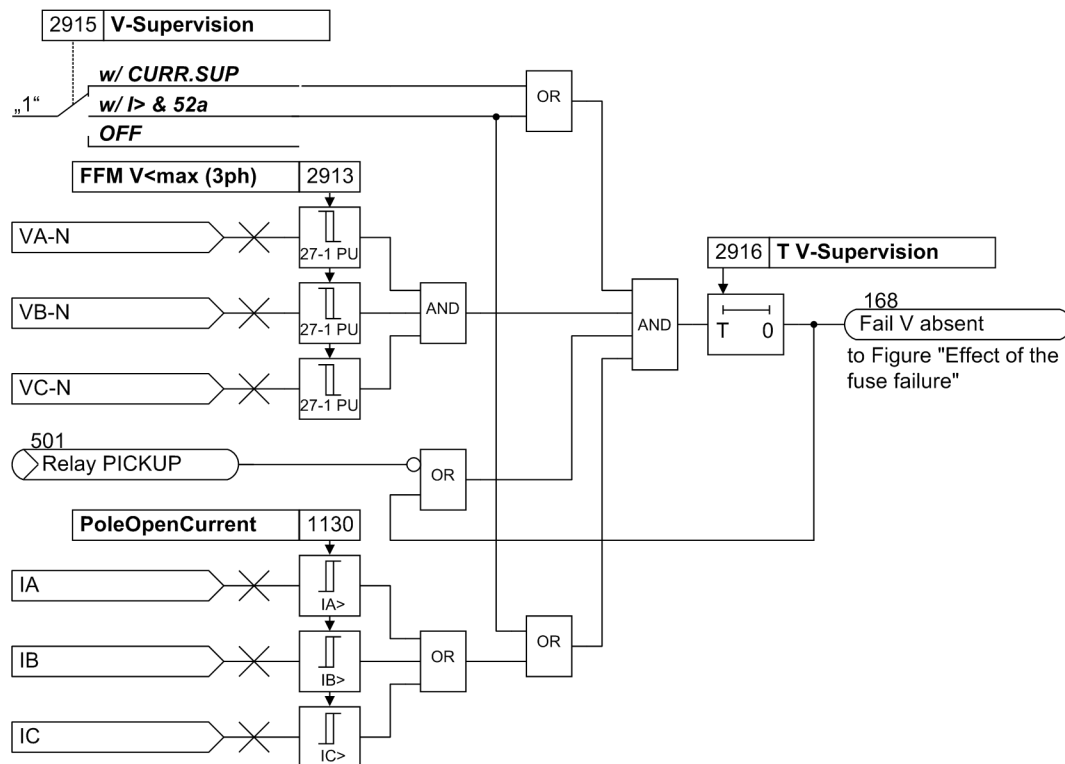 2915 V-Supervision
w/ CURR.SUP
„1“
w/ I> & 52a
OFF
OR
FFM V<max (3ph) 2913
VA-N
27-1 PU
VB-N
27-1 PU
VC-N
27-1 PU
AND
AND
2916 T V-Supervision
T 0
168
Fail V absent
to Figure "Effect of the
fuse failure"
501
Relay PICKUP
OR
PoleOpenCurrent 1130
IA
IA>
IB
IB>
IC
IC>
OR
OR